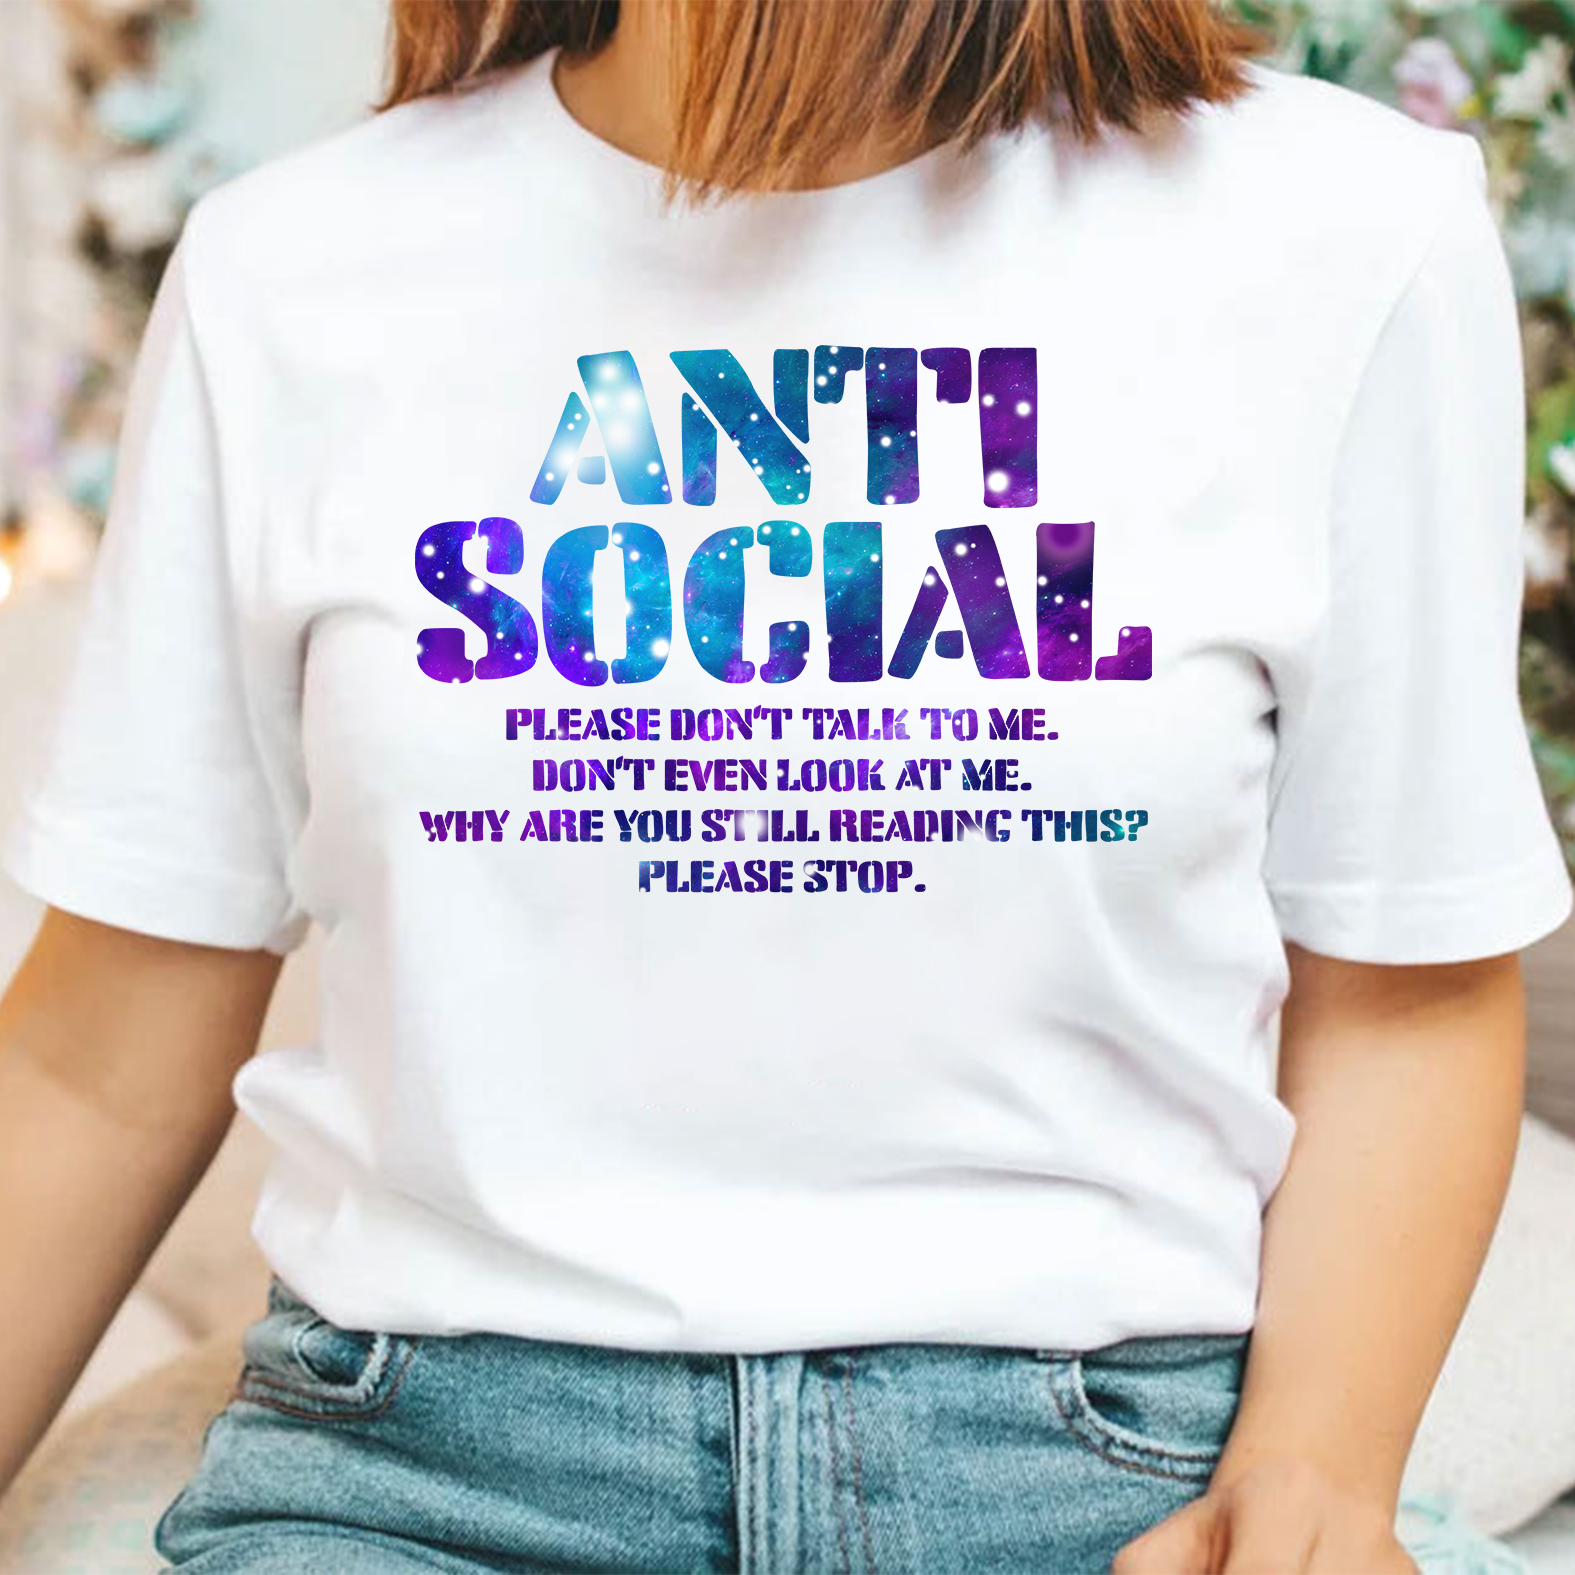 ANTI
SOCIAL
PLEASE DON'T TALK TO ME.
DON'T EVEN LOOK AT ME.
WHY ARE YOU STILL READING THIS?
PLEASE STOP.